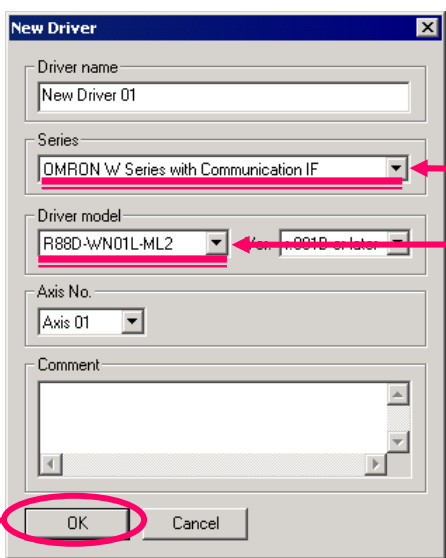 New Driver
Driver name
New Driver 01
Series
OMRON W Series with Communication IF
Driver model
R88D-WN01L-ML2 or later
Axis No.
Axis 01
Comment
OK Cancel